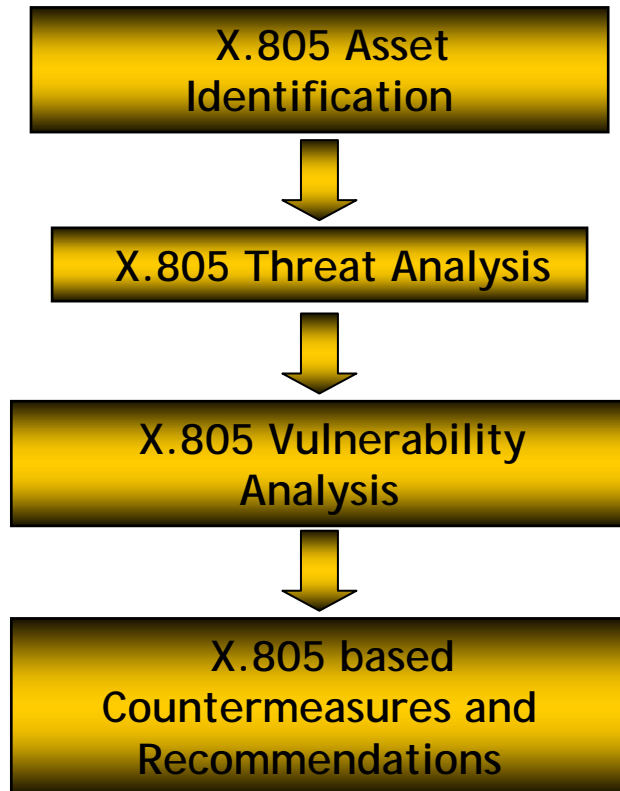 X.805 Asset
Identification
X.805 Threat Analysis
X.805 Vulnerability
Analysis
X.805 based
Countermeasures and
Recommendations